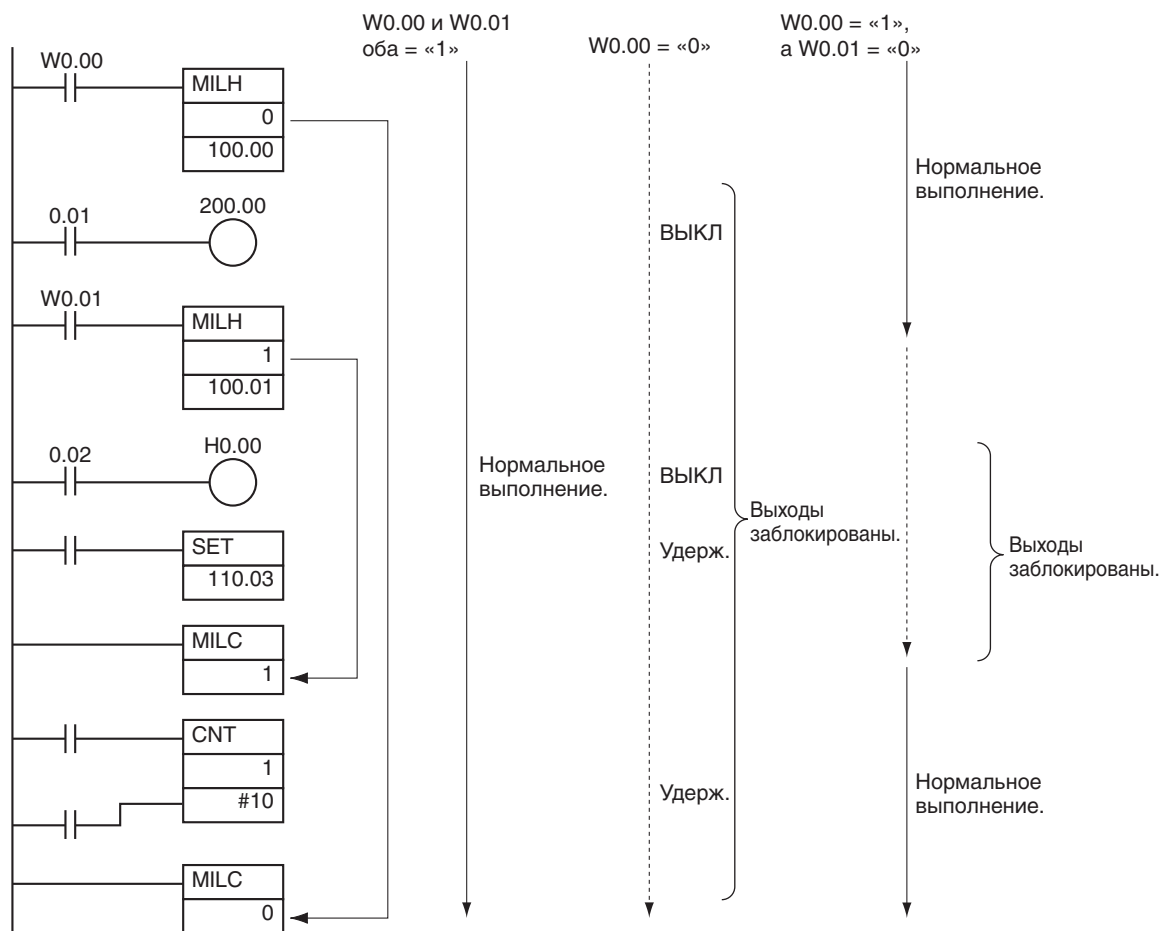 W0.00 и W0.01
оба = «1»
W0.00 = «0»
W0.00 = «1»,
а W0.01 = «0»
W0.00
MILH
0
100.00
Нормальное
выполнение.
0.01
200.00
ВЫКЛ
W0.01
MILH
1
100.01
0.02
H0.00
Нормальное
выполнение.
ВЫКЛ
Выходы
заблокированы.
SET
110.03
Удерж.
Выходы
заблокированы.
MILC
1
CNT
1
#10
Удерж.
Нормальное
выполнение.
MILC
0